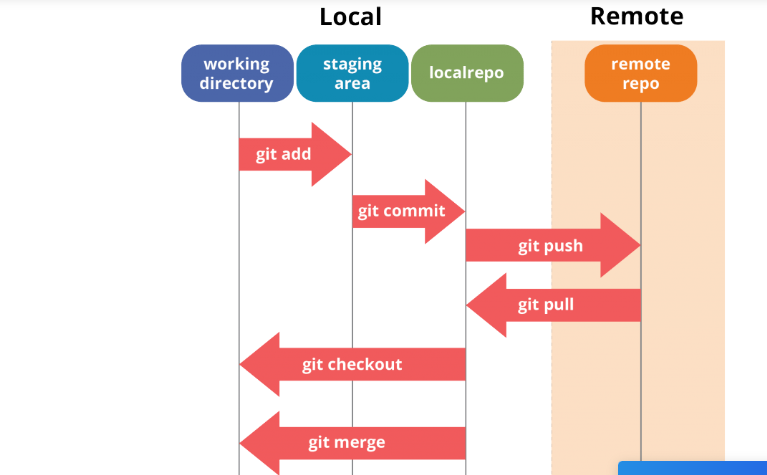 Local
Remote
working
directory
staging
area
localrepo
remote
repo
git add
git commit
git push
git pull
git checkout
git merge